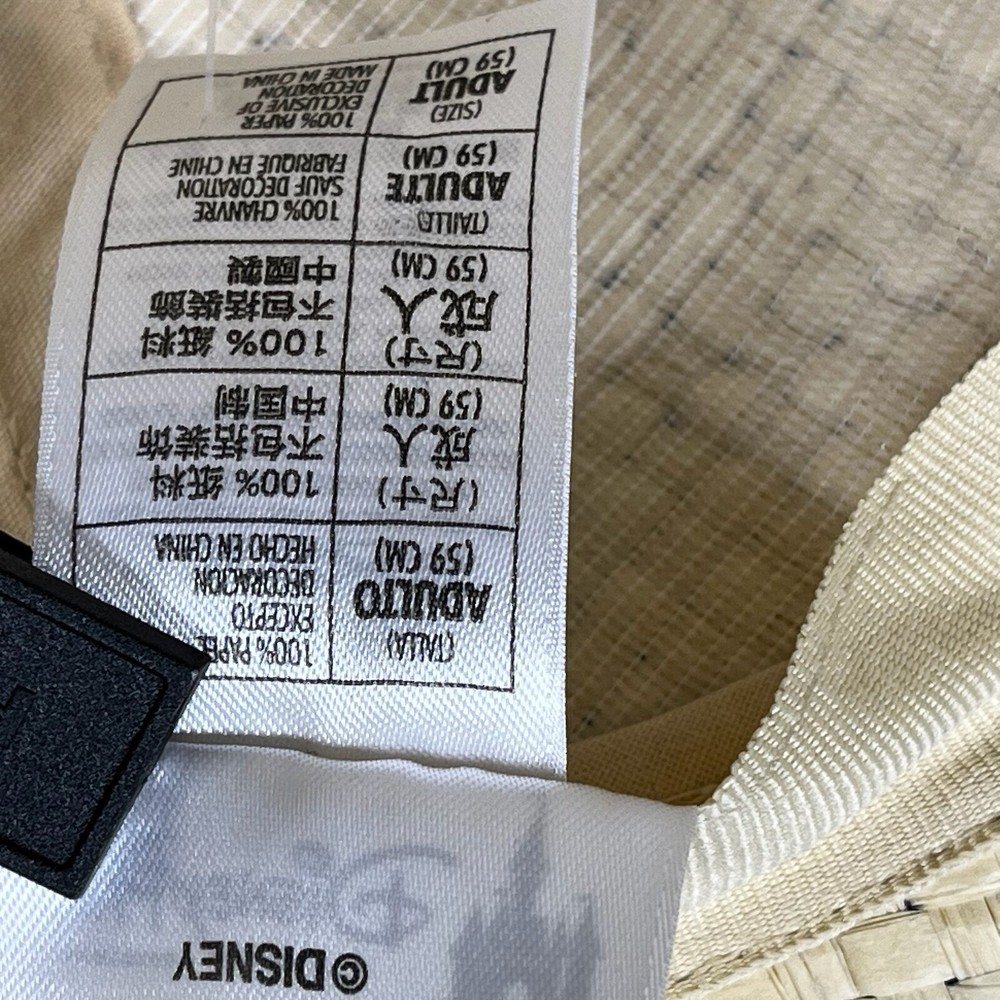 (SIZE)
ADULT
(59 CM)
100% PAPER
EXCLUSIVE OF
DECORATION
MADE IN CHINA
(TAILLE)
ADULTE
(59 CM)
100% CHANVRE
SAUF DECORATION
FABRIQUE EN CHINE
(尺寸)
成人
(59 CM)
100% 紙料
不包括裝飾
中國製
(尺寸)
成人
(59 CM)
100% 纸料
不包括装饰
中国制
(TALLA)
ADULTO
(59 CM)
100% PAPE
EXCEPTO
DECORACION
HECHO EN CHINA
© DISNEY